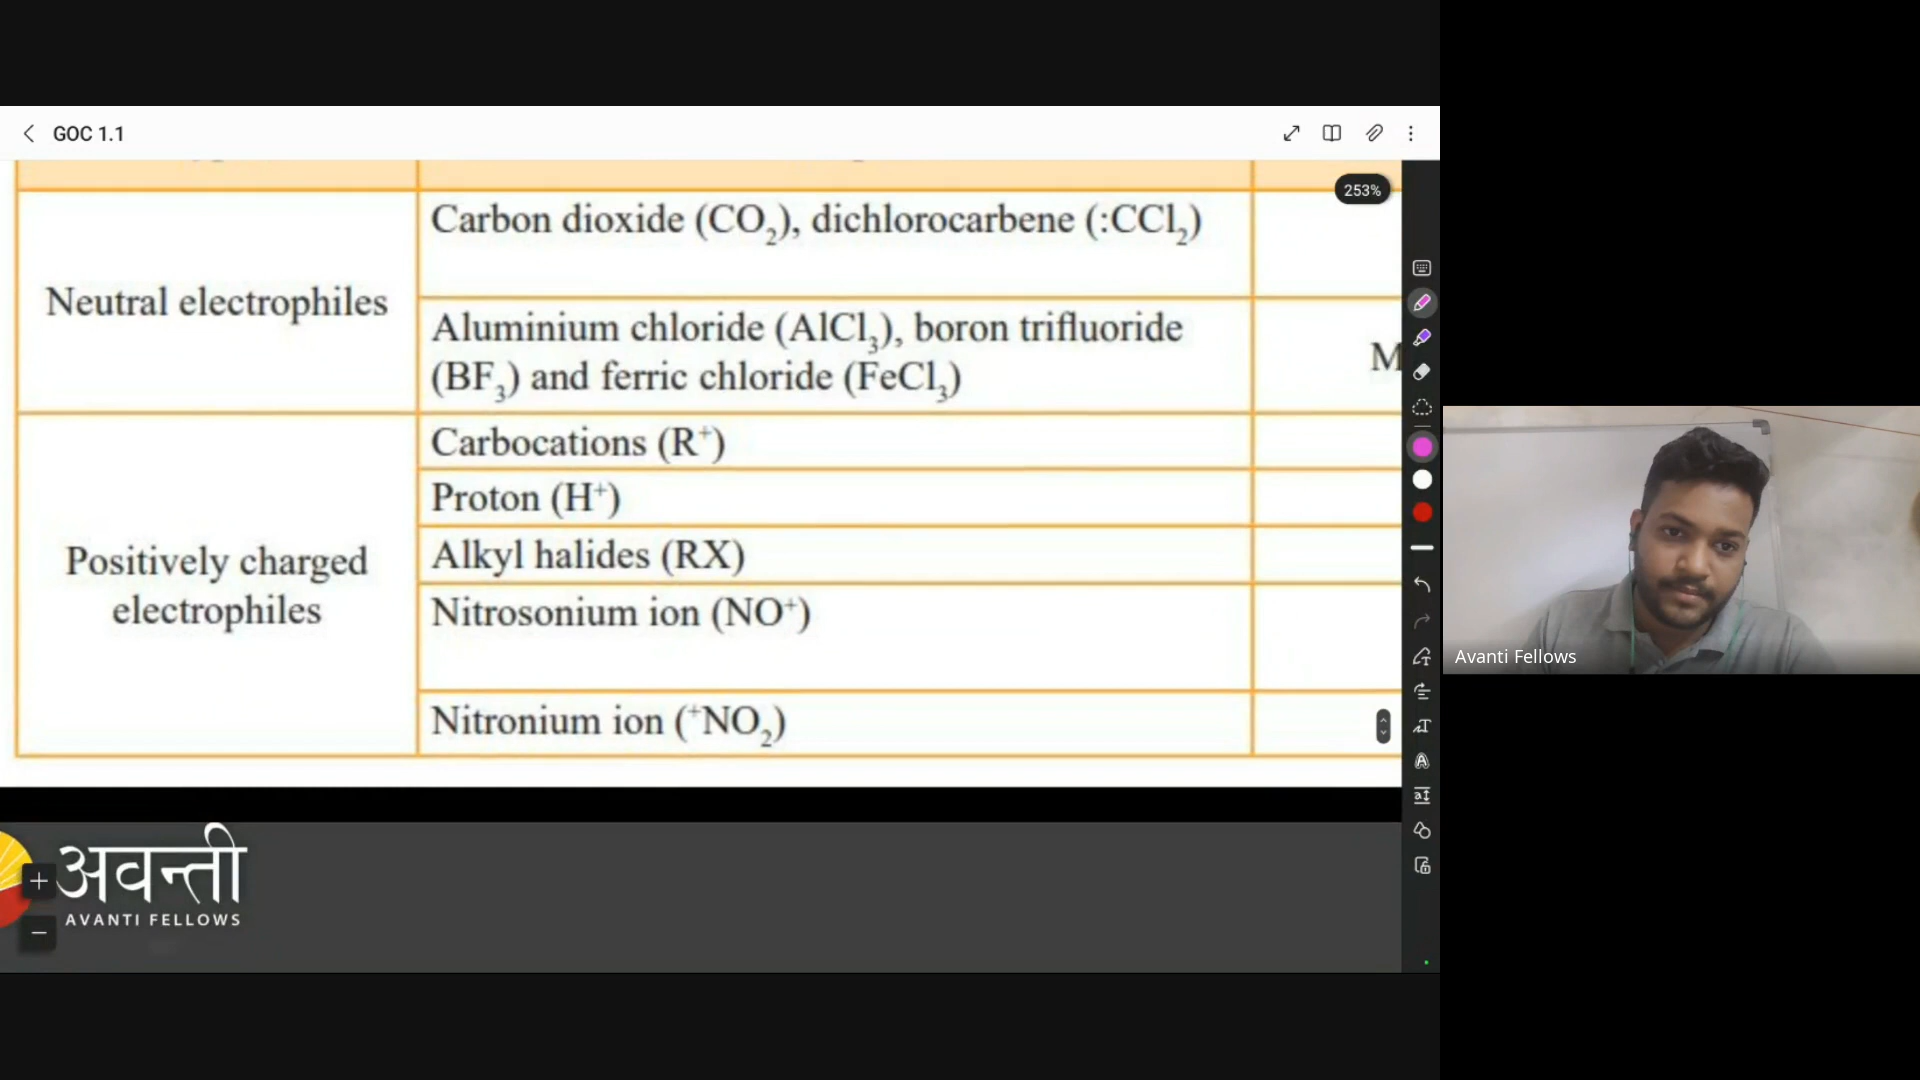 GOC 1.1
253%
Neutral electrophiles
Carbon dioxide (CO₂), dichlorocarbene (:CCl₂)
Aluminium chloride (AlCl₃), boron trifluoride
(BF₃) and ferric chloride (FeCl₃)
M
Positively charged
electrophiles
Carbocations (R⁺)
Proton (H⁺)
Alkyl halides (RX)
Nitrosonium ion (NO⁺)
Nitronium ion (⁺NO₂)
अवन्ती
AVANTI FELLOWS
Avanti Fellows